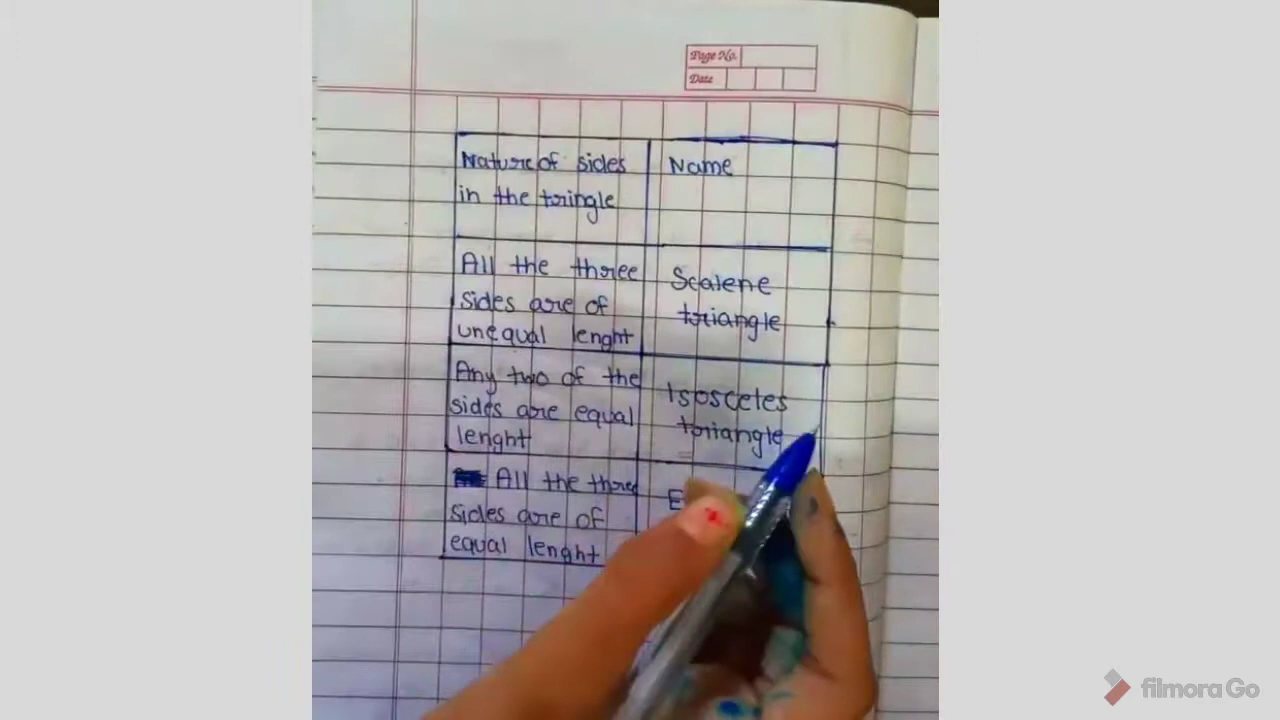 Page No.
Date
Nature of sides
in the tringle
Name
All the three
sides are of
unequal lenght
Scalene
triangle
Any two of the
sides are equal
lenght
Isosceles
triangle
All the three
sides are of
equal lenght
filmora Go